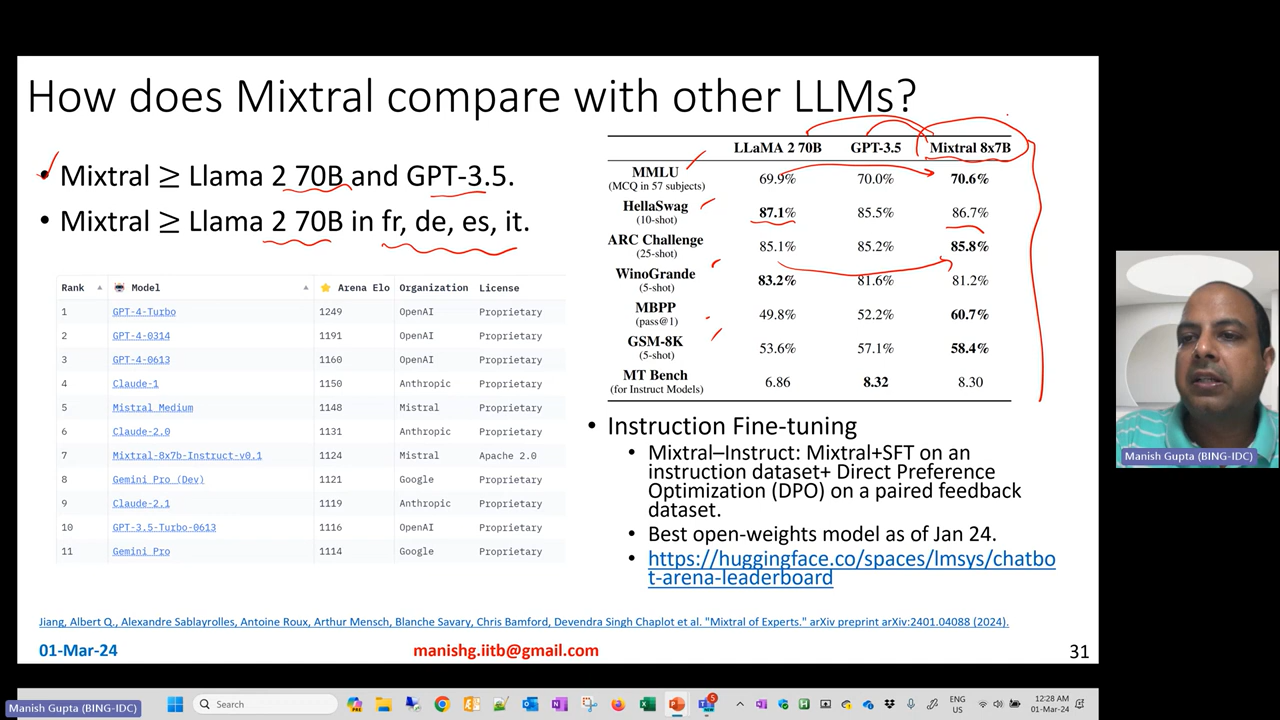 How does Mixtral compare with other LLMs?
• Mixtral ≥ Llama 2 70B and GPT-3.5.
• Mixtral ≥ Llama 2 70B in fr, de, es, it.
Rank Model Arena Elo Organization License
1 GPT-4-Turbo 1249 OpenAI Proprietary
2 GPT-4-0314 1191 OpenAI Proprietary
3 GPT-4-0613 1160 OpenAI Proprietary
4 Claude-1 1150 Anthropic Proprietary
5 Mistral Medium 1148 Mistral Proprietary
6 Claude-2.0 1131 Anthropic Proprietary
7 Mixtral-8x7b-Instruct-v0.1 1124 Mistral Apache 2.0
8 Gemini Pro (Dev) 1121 Google Proprietary
9 Claude-2.1 1119 Anthropic Proprietary
10 GPT-3.5-Turbo-0613 1116 OpenAI Proprietary
11 Gemini Pro 1114 Google Proprietary
LLaMA 2 70B GPT-3.5 Mixtral 8x7B
MMLU
(MCQ in 57 subjects) 69.9% 70.0% 70.6%
HellaSwag
(10-shot) 87.1% 85.5% 86.7%
ARC Challenge
(25-shot) 85.1% 85.2% 85.8%
WinoGrande
(5-shot) 83.2% 81.6% 81.2%
MBPP
(pass@1) 49.8% 52.2% 60.7%
GSM-8K
(5-shot) 53.6% 57.1% 58.4%
MT Bench
(for Instruct Models) 6.86 8.32 8.30
• Instruction Fine-tuning
• Mixtral–Instruct: Mixtral+SFT on an
instruction dataset+ Direct Preference
Optimization (DPO) on a paired feedback
dataset.
• Best open-weights model as of Jan 24.
• https://huggingface.co/spaces/lmsys/chatbo
t-arena-leaderboard
Jiang, Albert Q., Alexandre Sablayrolles, Antoine Roux, Arthur Mensch, Blanche Savary, Chris Bamford, Devendra Singh Chaplot et al. "Mixtral of Experts." arXiv preprint arXiv:2401.04088 (2024).
01-Mar-24 manishg.iitb@gmail.com 31
Manish Gupta (BING-IDC)
Manish Gupta (BING-IDC)
Search
5
ENG
US
12:28 AM
01-Mar-24